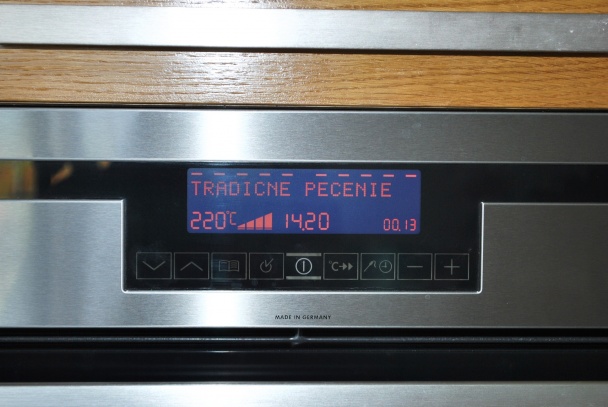 TRADICNE PECENIE
220°C 14.20 00.13
°C
MADE IN GERMANY